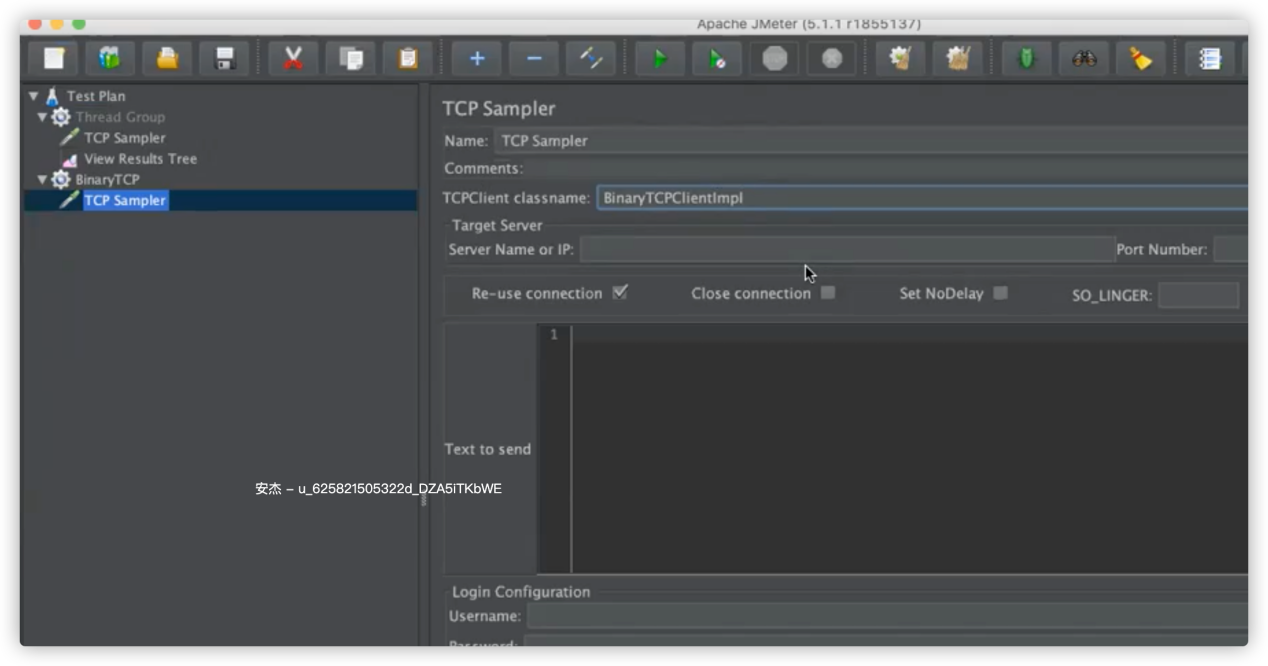 Apache JMeter (5.1.1 r1855137)
Test Plan
Thread Group
TCP Sampler
View Results Tree
BinaryTCP
TCP Sampler
TCP Sampler
Name: TCP Sampler
Comments:
TCPClient classname: BinaryTCPClientImpl
Target Server
Server Name or IP: Port Number:
Re-use connection Close connection Set NoDelay SO_LINGER:
1
Text to send
安杰 – u_625821505322d_DZA5iTKbWE
Login Configuration
Username:
Password: